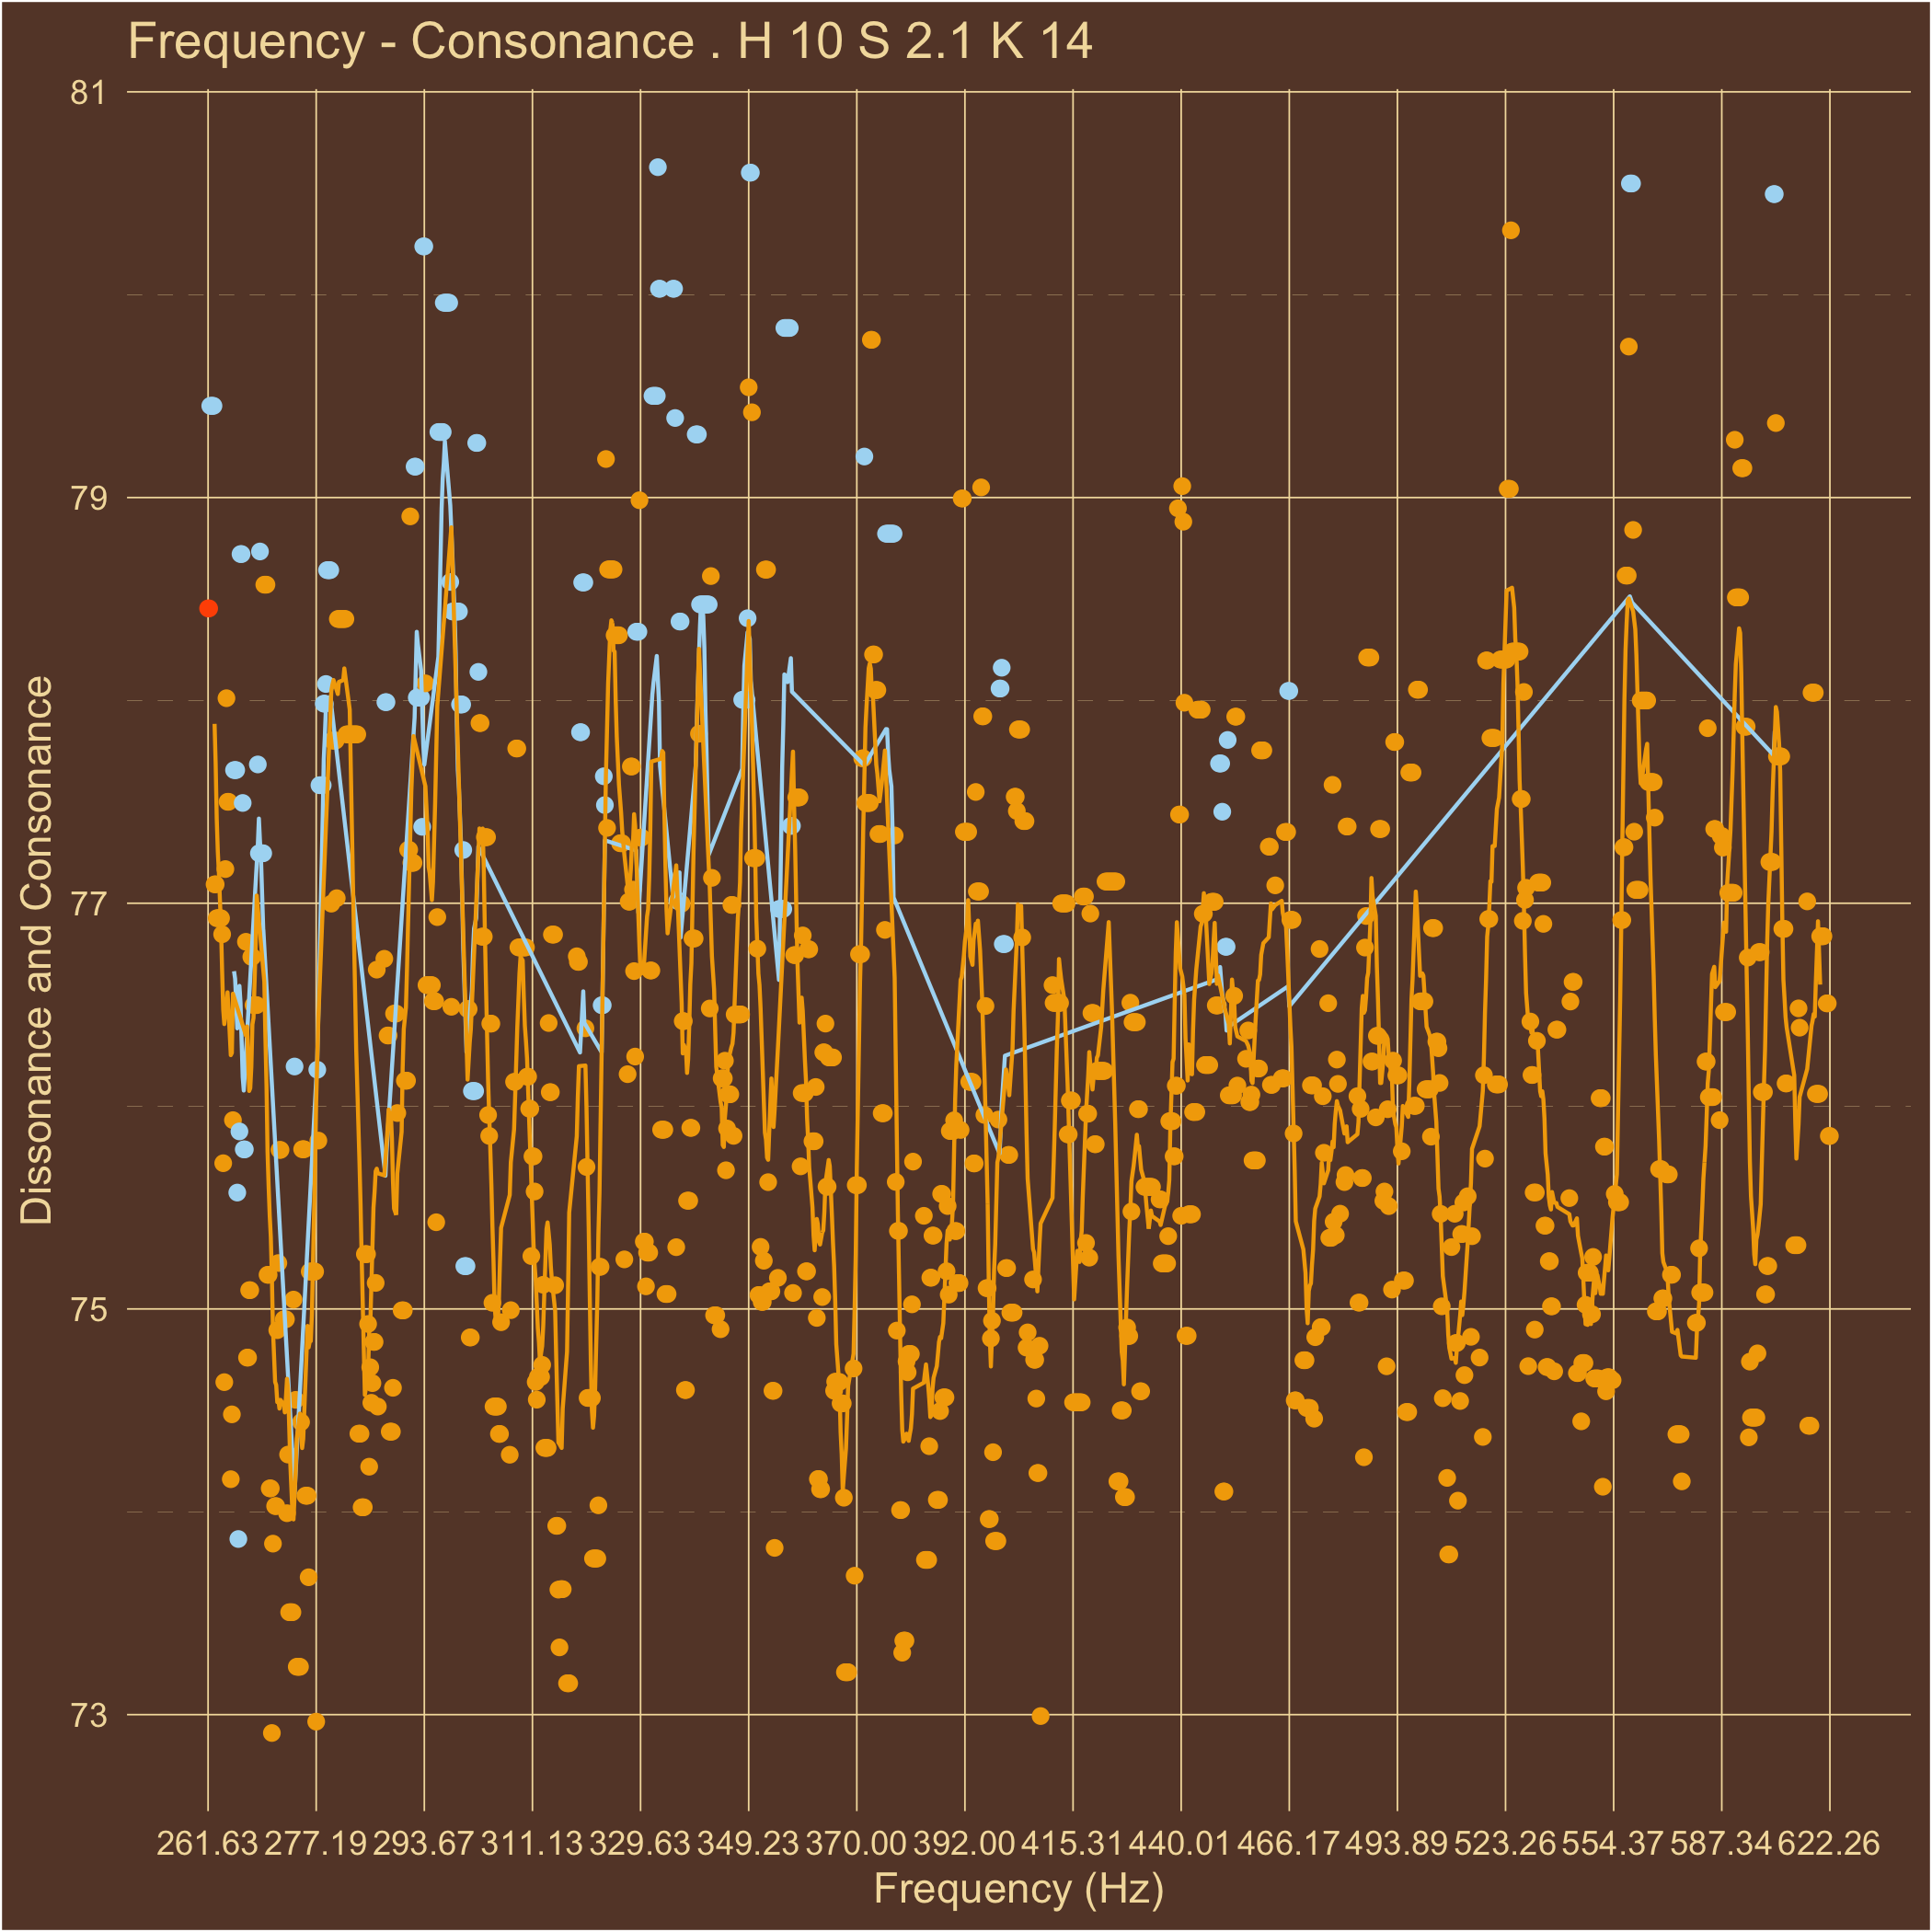 Frequency - Consonance . H 10 S 2.1 K 14
81
79
77
75
73
Dissonance and Consonance
261.63 277.19 293.67 311.13 329.63 349.23 370.00 392.00 415.31 440.01 466.17 493.89 523.26 554.37 587.34 622.26
Frequency (Hz)